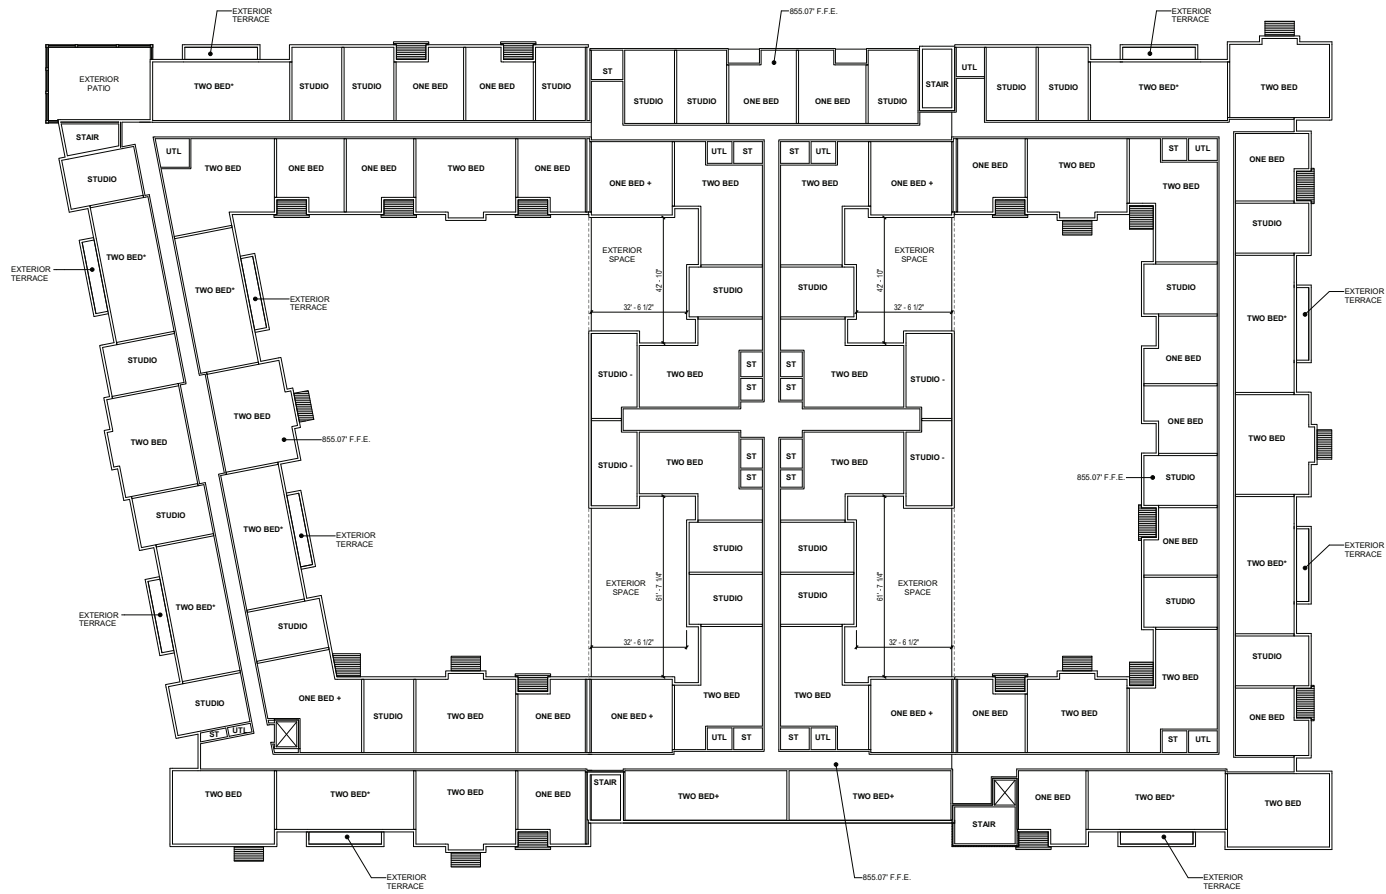 EXTERIOR
TERRACE
855.07' F.F.E.
EXTERIOR
TERRACE
EXTERIOR
PATIO
TWO BED*
STUDIO
STUDIO
ONE BED
ONE BED
STUDIO
ST
STUDIO
STUDIO
ONE BED
ONE BED
STUDIO
STAIR
UTL
STUDIO
STUDIO
TWO BED*
TWO BED
STAIR
UTL
TWO BED
ONE BED
ONE BED
TWO BED
ONE BED
ONE BED +
UTL
ST
TWO BED
ST
UTL
TWO BED
ONE BED +
ONE BED
TWO BED
ST
UTL
TWO BED
ONE BED
STUDIO
STUDIO
TWO BED*
EXTERIOR
TERRACE
TWO BED*
EXTERIOR
TERRACE
EXTERIOR
SPACE
42' - 10"
32' - 6 1/2"
STUDIO
STUDIO
EXTERIOR
SPACE
42' - 10"
32' - 6 1/2"
STUDIO
TWO BED*
EXTERIOR
TERRACE
STUDIO
STUDIO -
TWO BED
ST
ST
ST
ST
TWO BED
STUDIO -
ONE BED
TWO BED
TWO BED
855.07' F.F.E.
ONE BED
TWO BED
STUDIO -
TWO BED
ST
ST
ST
ST
TWO BED
STUDIO -
855.07' F.F.E.
STUDIO
STUDIO
TWO BED*
EXTERIOR
TERRACE
STUDIO
STUDIO
ONE BED
TWO BED*
EXTERIOR
TERRACE
TWO BED*
EXTERIOR
TERRACE
STUDIO
EXTERIOR
SPACE
61' - 7 1/4"
32' - 6 1/2"
STUDIO
STUDIO
EXTERIOR
SPACE
61' - 7 1/4"
32' - 6 1/2"
STUDIO
STUDIO
STUDIO
ST
UTL
ONE BED +
STUDIO
TWO BED
ONE BED
ONE BED +
TWO BED
UTL
ST
TWO BED
ST
UTL
ONE BED +
ONE BED
TWO BED
TWO BED
ST
UTL
ONE BED
TWO BED
TWO BED*
TWO BED
ONE BED
STAIR
TWO BED+
TWO BED+
STAIR
ONE BED
TWO BED*
TWO BED
EXTERIOR
TERRACE
855.07' F.F.E.
EXTERIOR
TERRACE